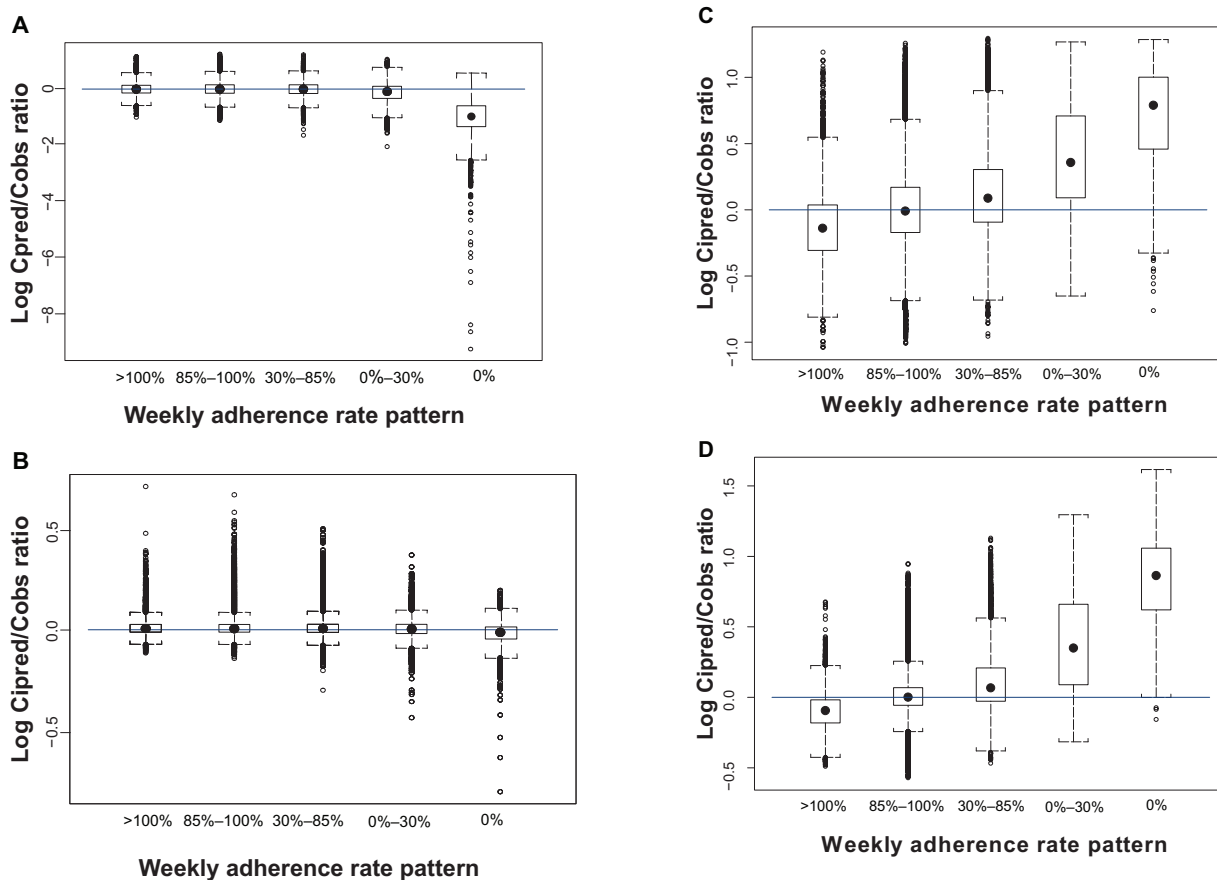 A
Log Cpred/Cobs ratio
0
−2
−4
−6
−8
>100% 85%–100% 30%–85% 0%–30% 0%
Weekly adherence rate pattern
B
Log Cipred/Cobs ratio
0.5
0.0
−0.5
>100% 85%–100% 30%–85% 0%–30% 0%
Weekly adherence rate pattern
C
Log Cipred/Cobs ratio
1.0
0.5
0.0
−0.5
−1.0
>100% 85%–100% 30%–85% 0%–30% 0%
Weekly adherence rate pattern
D
Log Cipred/Cobs ratio
1.5
1.0
0.5
0.0
−0.5
>100% 85%–100% 30%–85% 0%–30% 0%
Weekly adherence rate pattern